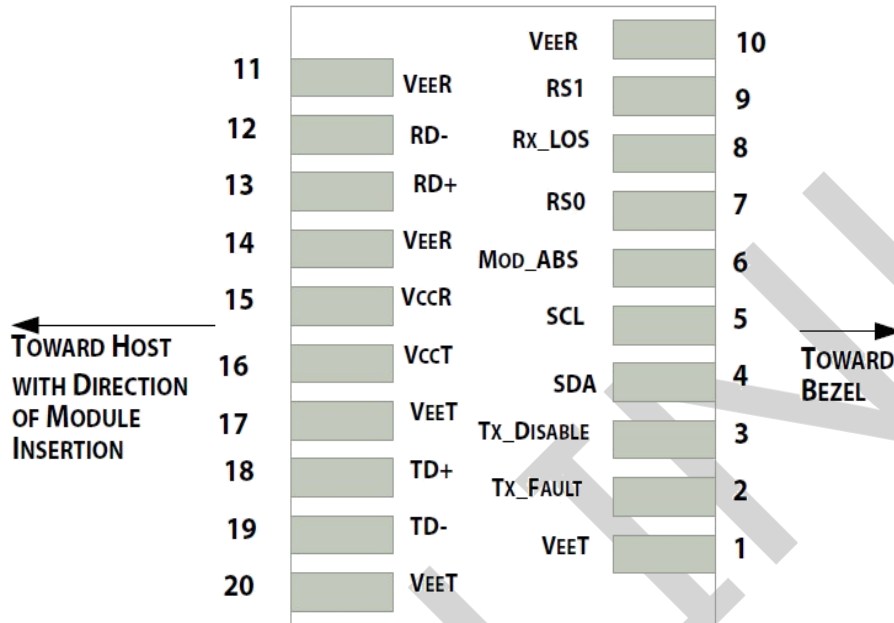 11
VEER
12
RD-
13
RD+
14
VEER
15
VCCR
16
VCCT
17
VEET
18
TD+
19
TD-
20
VEET
VEER
10
RS1
9
RX_LOS
8
RS0
7
MOD_ABS
6
SCL
5
SDA
4
TX_DISABLE
3
TX_FAULT
2
VEET
1
TOWARD HOST
WITH DIRECTION
OF MODULE
INSERTION
TOWARD
BEZEL